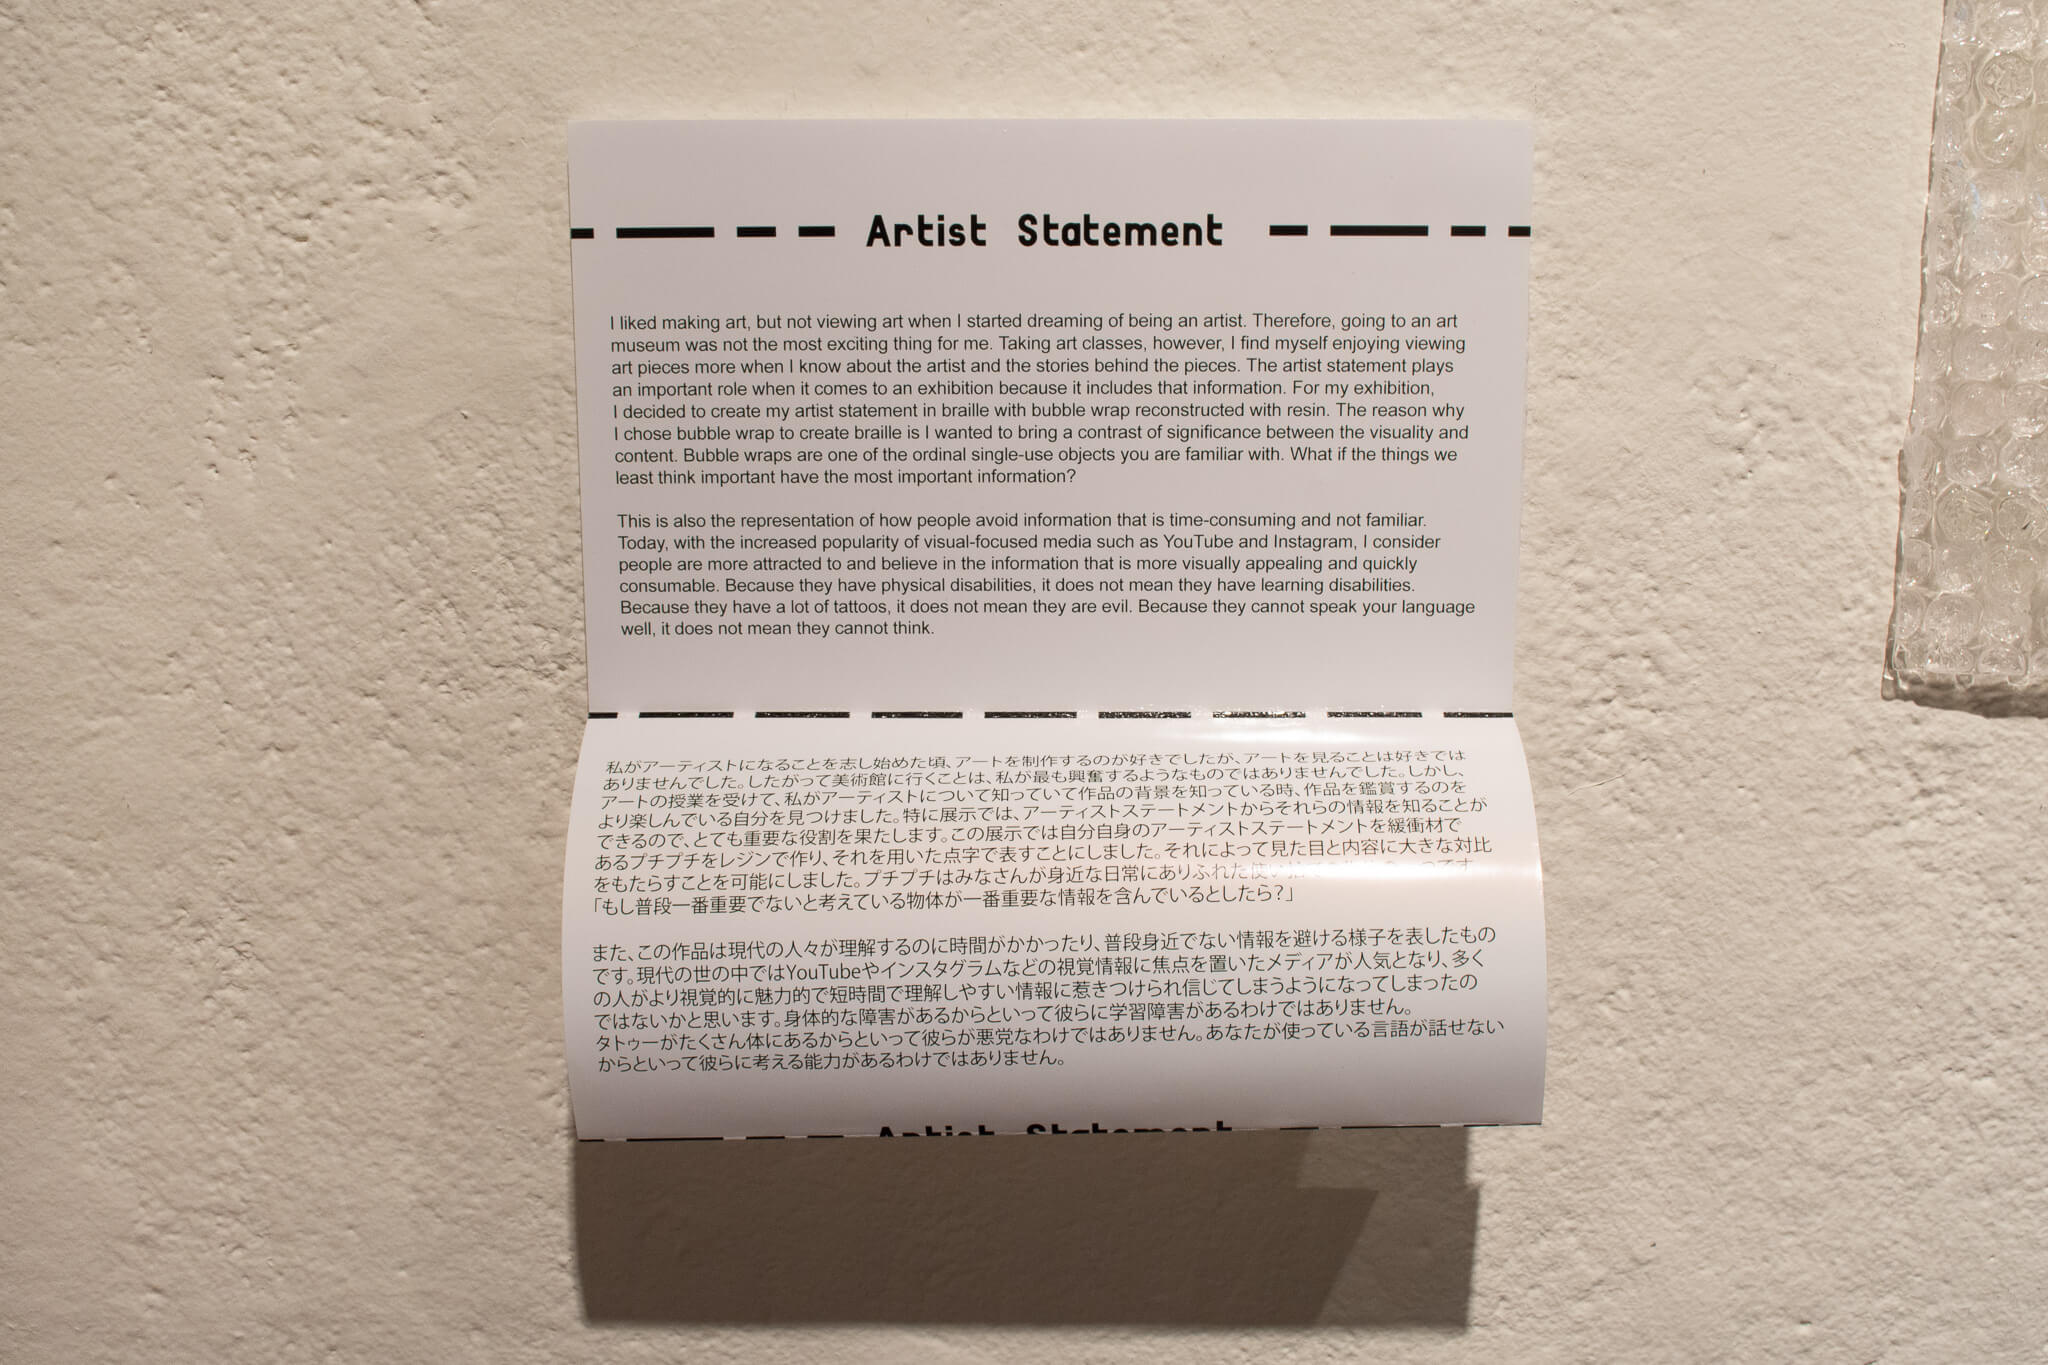 Artist Statement
I liked making art, but not viewing art when I started dreaming of being an artist. Therefore, going to an art
museum was not the most exciting thing for me. Taking art classes, however, I find myself enjoying viewing
art pieces more when I know about the artist and the stories behind the pieces. The artist statement plays
an important role when it comes to an exhibition because it includes that information. For my exhibition,
I decided to create my artist statement in braille with bubble wrap reconstructed with resin. The reason why
I chose bubble wrap to create braille is I wanted to bring a contrast of significance between the visuality and
content. Bubble wraps are one of the ordinal single-use objects you are familiar with. What if the things we
least think important have the most important information?
This is also the representation of how people avoid information that is time-consuming and not familiar.
Today, with the increased popularity of visual-focused media such as YouTube and Instagram, I consider
people are more attracted to and believe in the information that is more visually appealing and quickly
consumable. Because they have physical disabilities, it does not mean they have learning disabilities.
Because they have a lot of tattoos, it does not mean they are evil. Because they cannot speak your language
well, it does not mean they cannot think.
私がアーティストになることを志し始めた頃、アートを制作するのが好きでしたが、アートを見ることは好きでは
ありませんでした。したがって美術館に行くことは、私が最も興奮するようなものではありませんでした。しかし、
アートの授業を受けて、私がアーティストについて知っていて作品の背景を知っている時、作品を鑑賞するのを
より楽しんでいる自分を見つけました。特に展示では、アーティストステートメントからそれらの情報を知ることが
できるので、とても重要な役割を果たします。この展示では自分自身のアーティストステートメントを緩衝材で
あるプチプチをレジンで作り、それを用いた点字で表すことにしました。それによって見た目と内容に大きな対比
をもたらすことを可能にしました。プチプチはみなさんが身近な日常にありふれた使い捨て
「もし普段一番重要でないと考えている物体が一番重要な情報を含んでいるとしたら?」
また、この作品は現代の人々が理解するのに時間がかかったり、普段身近でない情報を避ける様子を表したもの
です。現代の世の中ではYouTubeやインスタグラムなどの視覚情報に焦点を置いたメディアが人気となり、多く
の人がより視覚的に魅力的で短時間で理解しやすい情報に惹きつけられ信じてしまうようになってしまったの
ではないかと思います。身体的な障害があるからといって彼らに学習障害があるわけではありません。
タトゥーがたくさん体にあるからといって彼らが悪党なわけではありません。あなたが使っている言語が話せない
からといって彼らに考える能力があるわけではありません。
Artist Statement